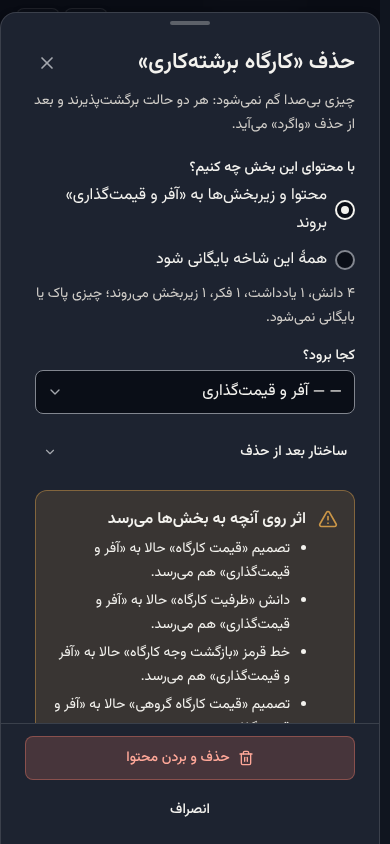 حذف «کارگاه برشته‌کاری»
چیزی بی‌صدا گم نمی‌شود: هر دو حالت برگشت‌پذیرند و بعد
از حذف «واگرد» می‌آید.
با محتوای این بخش چه کنیم؟
محتوا و زیربخش‌ها به «آفر و قیمت‌گذاری»
بروند
همهٔ این شاخه بایگانی شود
۴ دانش، ۱ یادداشت، ۱ فکر، ۱ زیربخش می‌روند؛ چیزی پاک یا
بایگانی نمی‌شود.
کجا برود؟
— — آفر و قیمت‌گذاری
ساختار بعد از حذف
اثر روی آنچه به بخش‌ها می‌رسد
• تصمیم «قیمت کارگاه» حالا به «آفر و
قیمت‌گذاری» هم می‌رسد.
• دانش «ظرفیت کارگاه» حالا به «آفر و
قیمت‌گذاری» هم می‌رسد.
• خط قرمز «بازگشت وجه کارگاه» حالا به «آفر
و قیمت‌گذاری» هم می‌رسد.
• تصمیم «قیمت کارگاه گروهی» حالا به «آفر و
حذف و بردن محتوا
انصراف